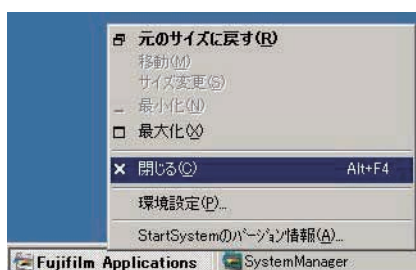 元のサイズに戻す(R)
移動(M)
サイズ変更(S)
最小化(N)
最大化(X)
閉じる(C) Alt+F4
環境設定(P)...
StartSystemのバージョン情報(A)...
Fujifilm Applications SystemManager